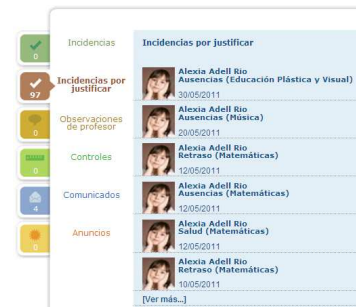 Incidencias
0
Incidencias por
justificar
97
Observaciones
de profesor
0
Controles
0
Comunicados
4
Anuncios
0
Incidencias por justificar
Alexia Adell Rio
Ausencias (Educación Plástica y Visual)
30/05/2011
Alexia Adell Rio
Ausencias (Música)
20/05/2011
Alexia Adell Rio
Retraso (Matemáticas)
12/05/2011
Alexia Adell Rio
Ausencias (Matemáticas)
12/05/2011
Alexia Adell Rio
Salud (Matemáticas)
12/05/2011
Alexia Adell Rio
Retraso (Matemáticas)
10/05/2011
[Ver más...]